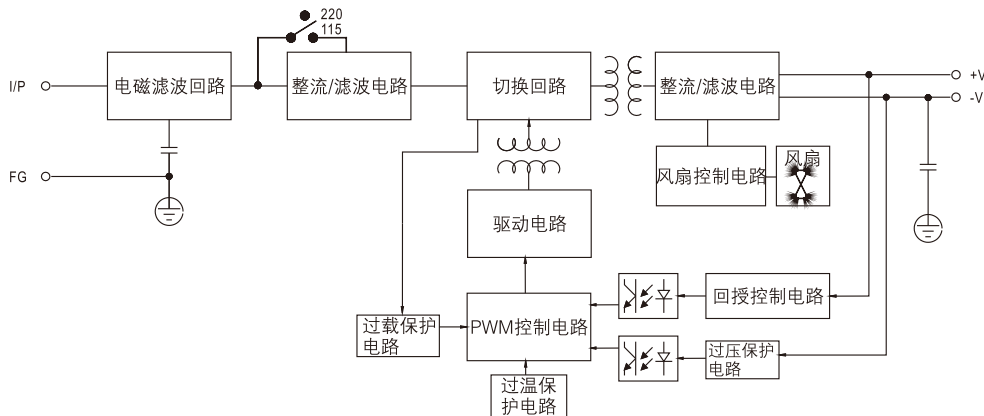 220
115
I/P
电磁滤波回路
整流/滤波电路
切换回路
整流/滤波电路
+V
-V
FG
风扇控制电路
风扇
驱动电路
回授控制电路
过载保护
电路
PWM控制电路
过压保护
电路
过温保
护电路